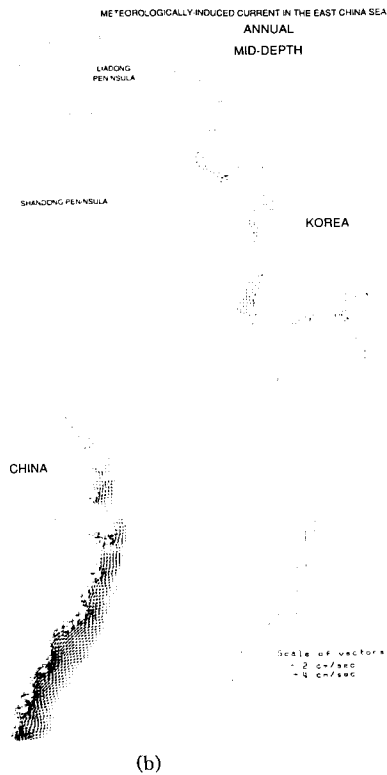 METEOROLOGICALLY-INDUCED CURRENT IN THE EAST CHINA SEA
ANNUAL
MID-DEPTH
LIAODONG
PENINSULA
SHANDONG PENINSULA
KOREA
CHINA
Scale of vectors
- 2 cm/sec
- 4 cm/sec
(b)